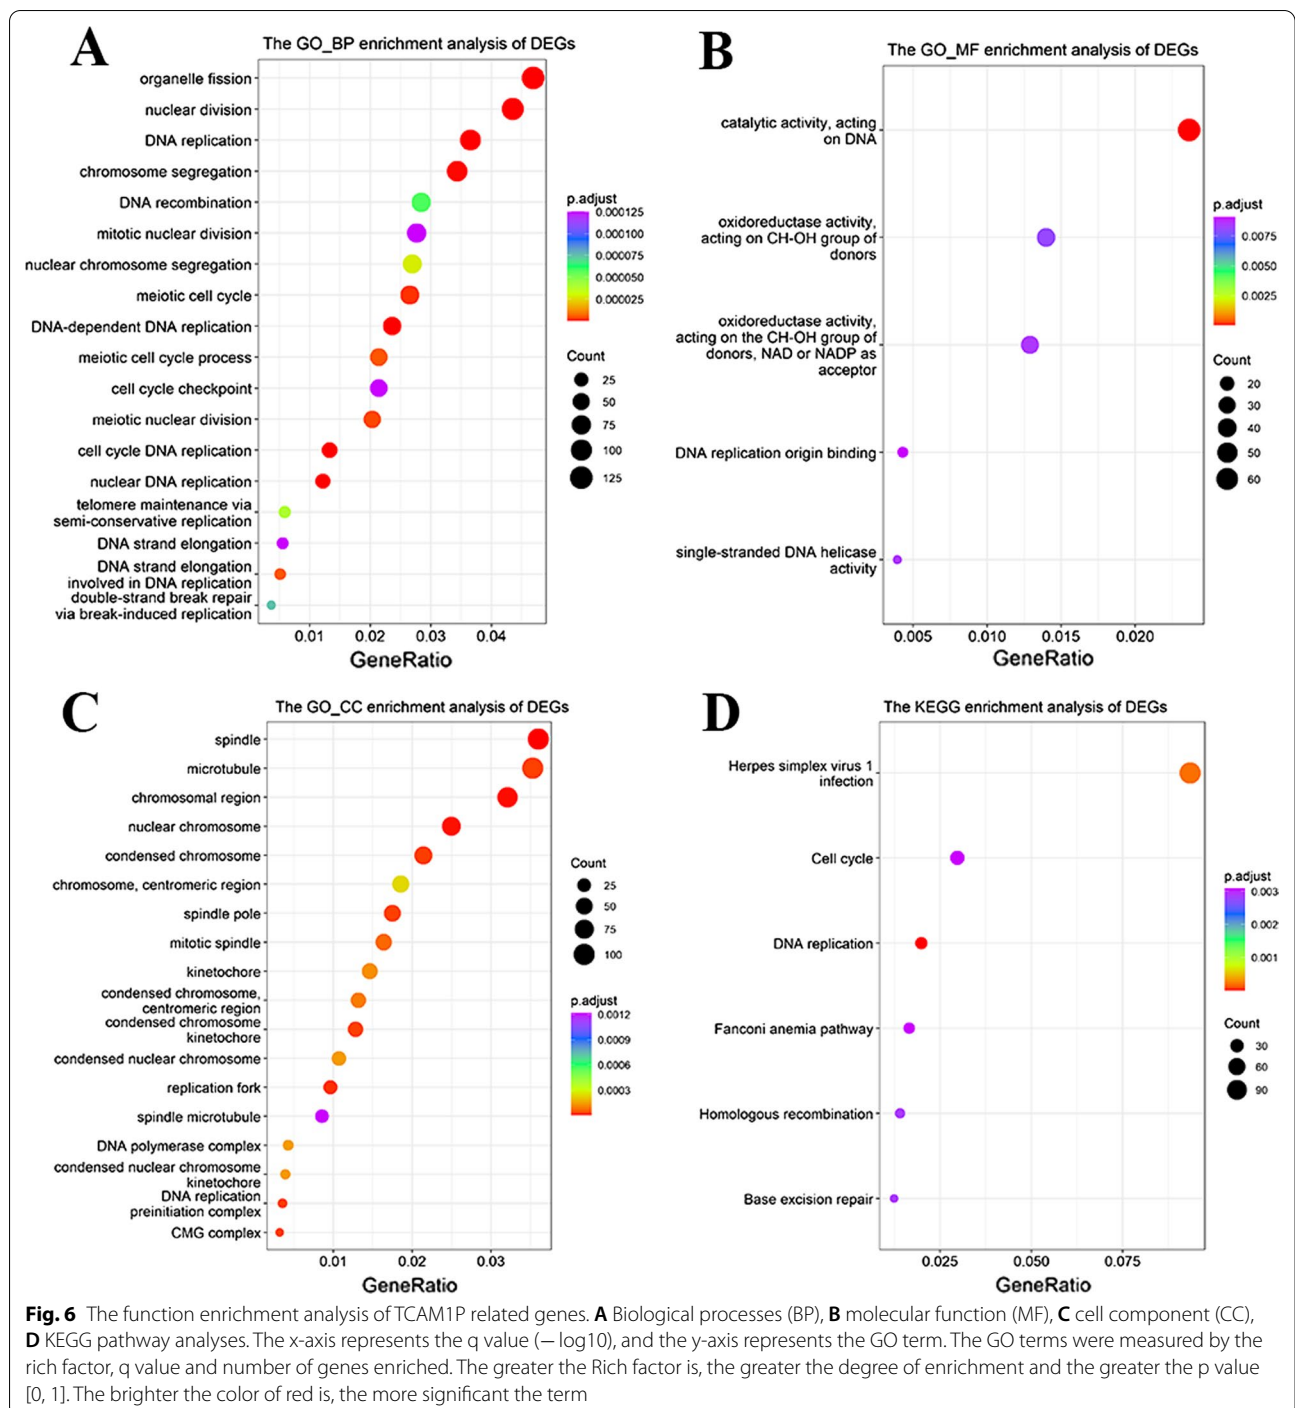 A
The GO_BP enrichment analysis of DEGs
organelle fission
nuclear division
DNA replication
chromosome segregation
DNA recombination
mitotic nuclear division
nuclear chromosome segregation
meiotic cell cycle
DNA-dependent DNA replication
meiotic cell cycle process
cell cycle checkpoint
meiotic nuclear division
cell cycle DNA replication
nuclear DNA replication
telomere maintenance via
semi-conservative replication
DNA strand elongation
DNA strand elongation
involved in DNA replication
double-strand break repair
via break-induced replication
0.01 0.02 0.03 0.04
GeneRatio
p.adjust
0.000125
0.000100
0.000075
0.000050
0.000025
Count
25
50
75
100
125
B
The GO_MF enrichment analysis of DEGs
catalytic activity, acting
on DNA
oxidoreductase activity,
acting on CH-OH group of
donors
oxidoreductase activity,
acting on the CH-OH group of
donors, NAD or NADP as
acceptor
DNA replication origin binding
single-stranded DNA helicase
activity
0.005 0.010 0.015 0.020
GeneRatio
p.adjust
0.0075
0.0050
0.0025
Count
20
30
40
50
60
C
The GO_CC enrichment analysis of DEGs
spindle
microtubule
chromosomal region
nuclear chromosome
condensed chromosome
chromosome, centromeric region
spindle pole
mitotic spindle
kinetochore
condensed chromosome,
centromeric region
condensed chromosome
kinetochore
condensed nuclear chromosome
replication fork
spindle microtubule
DNA polymerase complex
condensed nuclear chromosome
kinetochore
DNA replication
preinitiation complex
CMG complex
0.01 0.02 0.03
GeneRatio
Count
25
50
75
100
p.adjust
0.0012
0.0009
0.0006
0.0003
D
The KEGG enrichment analysis of DEGs
Herpes simplex virus 1
infection
Cell cycle
DNA replication
Fanconi anemia pathway
Homologous recombination
Base excision repair
0.025 0.050 0.075
GeneRatio
p.adjust
0.003
0.002
0.001
Count
30
60
90
Fig. 6 The function enrichment analysis of TCAM1P related genes. A Biological processes (BP), B molecular function (MF), C cell component (CC),
D KEGG pathway analyses. The x-axis represents the q value (− log10), and the y-axis represents the GO term. The GO terms were measured by the
rich factor, q value and number of genes enriched. The greater the Rich factor is, the greater the degree of enrichment and the greater the p value
[0, 1]. The brighter the color of red is, the more significant the term